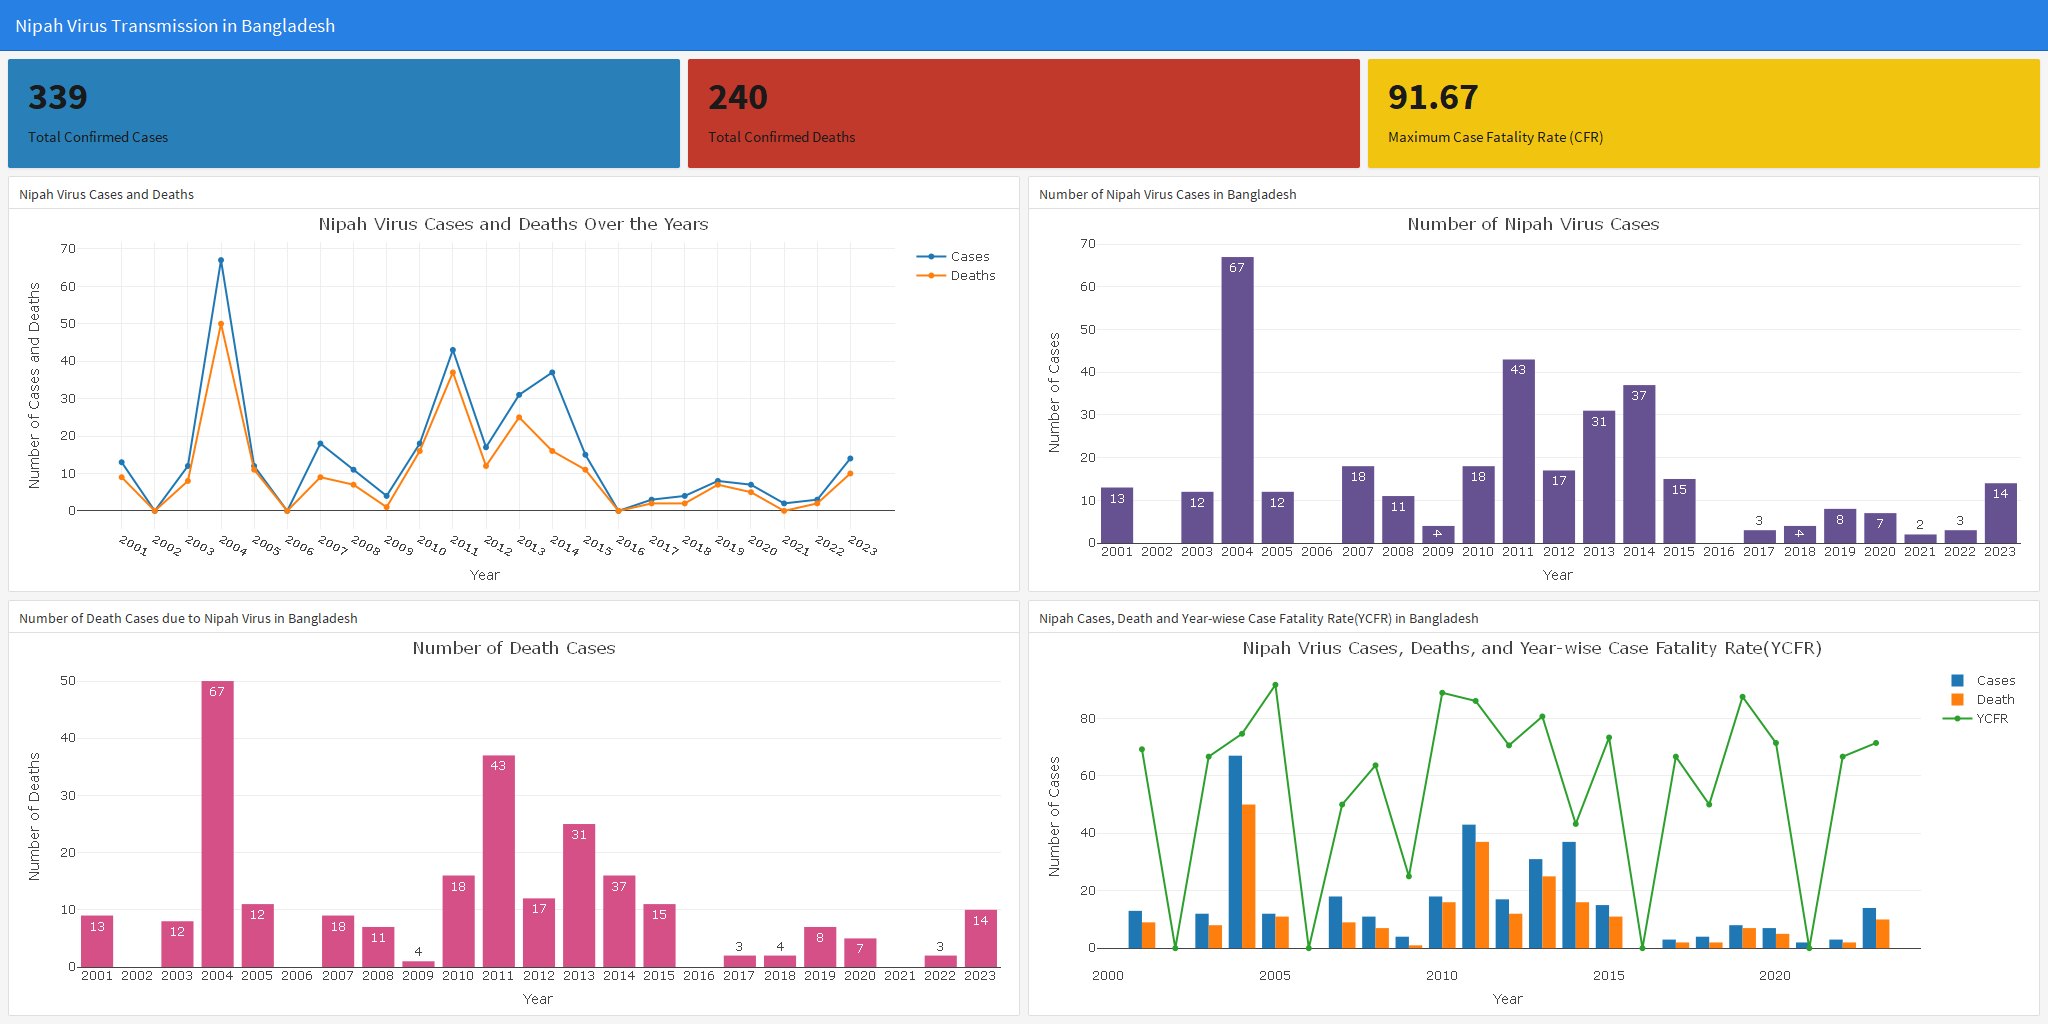 Nipah Virus Transmission in Bangladesh
339
Total Confirmed Cases
240
Total Confirmed Deaths
91.67
Maximum Case Fatality Rate (CFR)
Nipah Virus Cases and Deaths
Nipah Virus Cases and Deaths Over the Years
Number of Cases and Deaths
70
60
50
40
30
20
10
0
2001 2002 2003 2004 2005 2006 2007 2008 2009 2010 2011 2012 2013 2014 2015 2016 2017 2018 2019 2020 2021 2022 2023
Year
Cases
Deaths
Number of Nipah Virus Cases in Bangladesh
Number of Nipah Virus Cases
Number of Cases
70
60
50
40
30
20
10
0
13 12 67 12 18 11 4 18 43 17 31 37 15 3 4 8 7 2 3 14
2001 2002 2003 2004 2005 2006 2007 2008 2009 2010 2011 2012 2013 2014 2015 2016 2017 2018 2019 2020 2021 2022 2023
Year
Number of Death Cases due to Nipah Virus in Bangladesh
Number of Death Cases
Number of Deaths
50
40
30
20
10
0
13 12 67 12 18 11 4 18 43 17 31 37 15 3 4 8 7 3 14
2001 2002 2003 2004 2005 2006 2007 2008 2009 2010 2011 2012 2013 2014 2015 2016 2017 2018 2019 2020 2021 2022 2023
Year
Nipah Cases, Death and Year-wiese Case Fatality Rate(YCFR) in Bangladesh
Nipah Vrius Cases, Deaths, and Year-wise Case Fatality Rate(YCFR)
Number of Cases
80
60
40
20
0
2000 2005 2010 2015 2020
Year
Cases
Death
YCFR